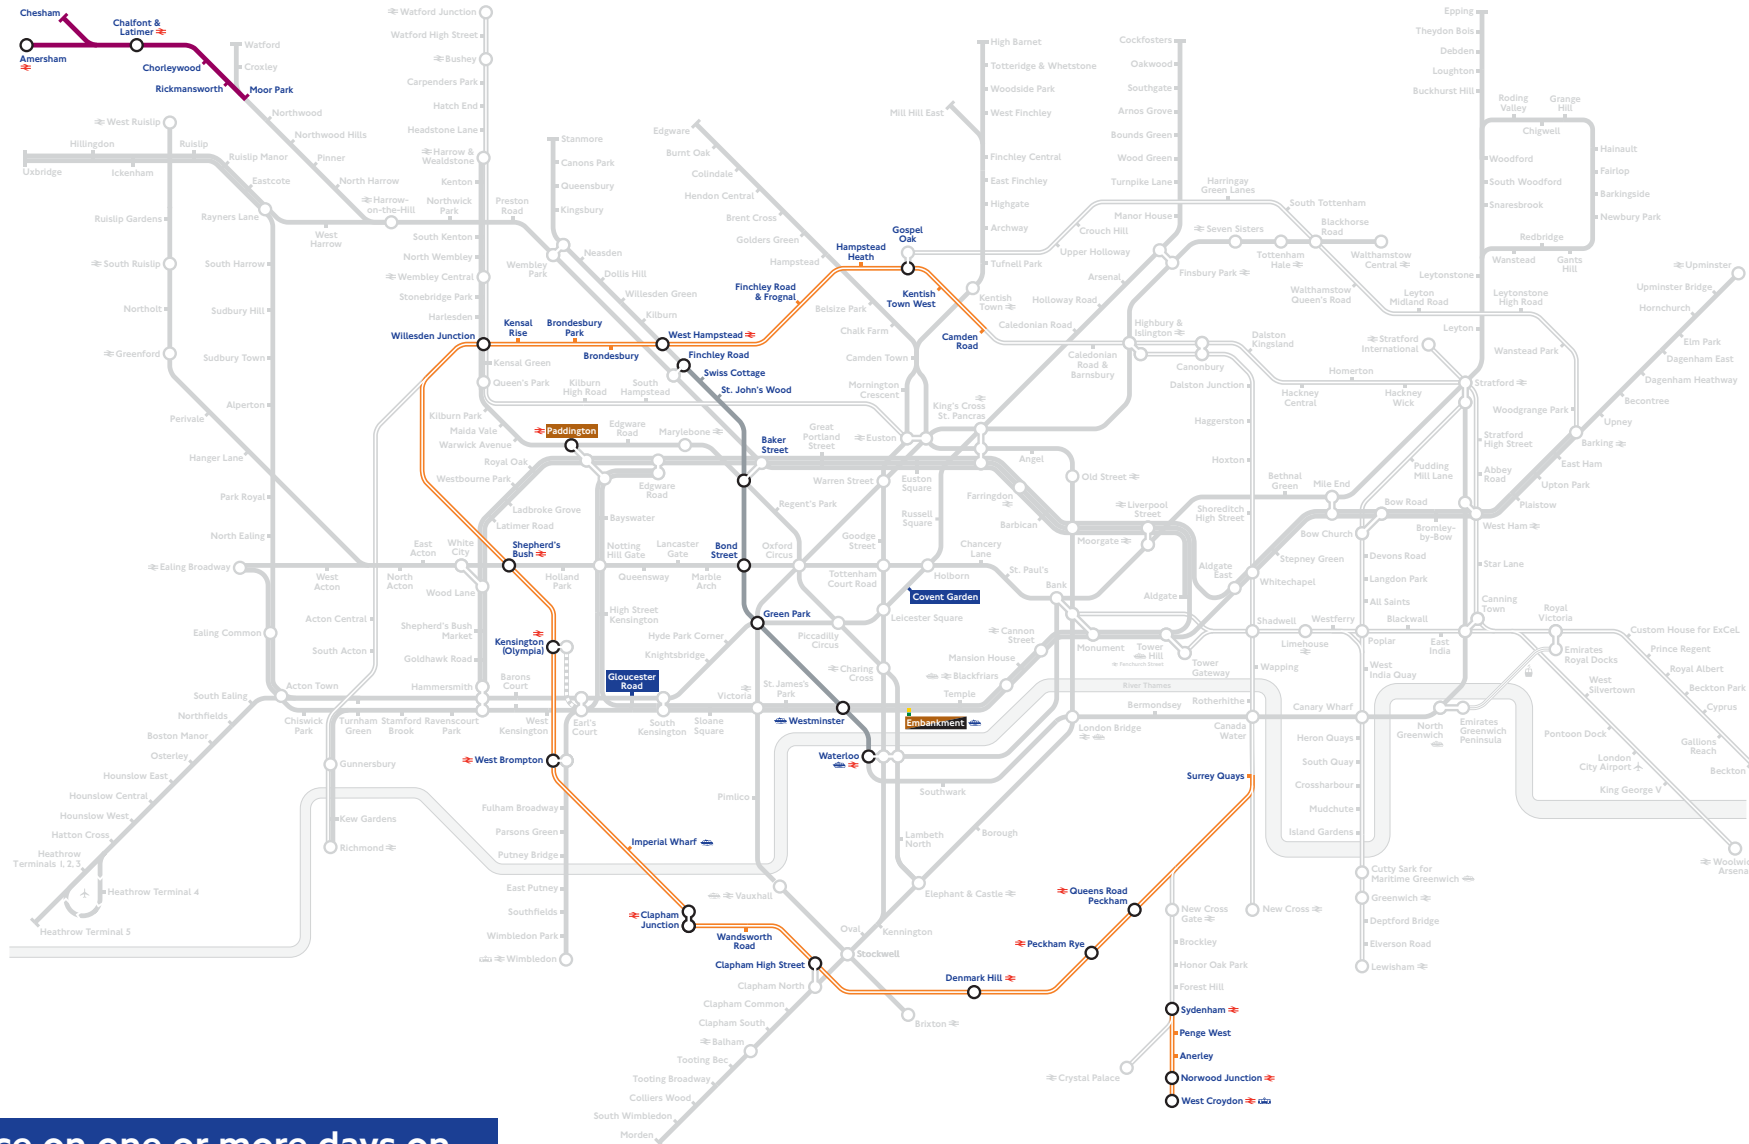 Chesham
Chalfont &
Latimer
Amersham
Chorleywood
Rickmansworth
Moor Park
Watford
Croxley
Northwood
Northwood Hills
Pinner
North Harrow
Harrow-
on-the-Hill
Northwick
Park
Preston
Road
West Ruislip
Hillingdon
Ruislip
Uxbridge
Ickenham
Ruislip Manor
Eastcote
Rayners Lane
West
Harrow
Ruislip Gardens
South Ruislip
Northolt
Greenford
Perivale
Hanger Lane
South Harrow
Sudbury Hill
Sudbury Town
Alperton
Park Royal
North Ealing
Ealing Broadway
Ealing Common
South Ealing
Northfields
Boston Manor
Osterley
Hounslow East
Hounslow Central
Hounslow West
Hatton Cross
Heathrow
Terminals 1, 2, 3
Heathrow Terminal 4
Heathrow Terminal 5
Watford Junction
Watford High Street
Bushey
Carpenders Park
Hatch End
Headstone Lane
Harrow &
Wealdstone
Kenton
South Kenton
North Wembley
Wembley Central
Stonebridge Park
Harlesden
Willesden Junction
Kensal Green
Queen's Park
Kilburn Park
Maida Vale
Warwick Avenue
Royal Oak
Westbourne Park
Ladbroke Grove
Latimer Road
Stanmore
Canons Park
Queensbury
Kingsbury
Wembley
Park
Neasden
Dollis Hill
Willesden Green
Kilburn
West Hampstead
Finchley Road
Swiss Cottage
St. John's Wood
Kensal
Rise
Brondesbury
Park
Brondesbury
Kilburn
High Road
South
Hampstead
Edgware
Burnt Oak
Colindale
Hendon Central
Brent Cross
Golders Green
Hampstead
Belsize Park
Chalk Farm
Camden Town
Mornington
Crescent
Finchley Road
& Frognal
Hampstead
Heath
Gospel
Oak
Kentish
Town West
Camden
Road
High Barnet
Totteridge & Whetstone
Woodside Park
West Finchley
Mill Hill East
Finchley Central
East Finchley
Highgate
Archway
Tufnell Park
Kentish
Town
Cockfosters
Oakwood
Southgate
Arnos Grove
Bounds Green
Wood Green
Turnpike Lane
Manor House
Harringay
Green Lanes
Crouch Hill
Upper Holloway
Arsenal
Holloway Road
Caledonian Road
Finsbury Park
Seven Sisters
South Tottenham
Blackhorse
Road
Tottenham
Hale
Walthamstow
Central
Walthamstow
Queen's Road
Leyton
Midland Road
Leytonstone
High Road
Wanstead Park
Woodgrange Park
Highbury &
Islington
Caledonian
Road &
Barnsbury
Canonbury
Dalston
Kingsland
Dalston Junction
Haggerston
Hoxton
Shoreditch
High Street
Homerton
Hackney
Central
Hackney
Wick
Stratford
International
Stratford
Epping
Theydon Bois
Debden
Loughton
Buckhurst Hill
Roding
Valley
Grange
Hill
Chigwell
Hainault
Fairlop
Barkingside
Newbury Park
Woodford
South Woodford
Snaresbrook
Redbridge
Wanstead
Gants
Hill
Leytonstone
Leyton
Upminster
Upminster Bridge
Hornchurch
Elm Park
Dagenham East
Dagenham Heathway
Becontree
Upney
Barking
East Ham
Upton Park
Plaistow
West Ham
Stratford
High Street
Abbey
Road
Pudding
Mill Lane
Bow Road
Bow Church
Bromley-
by-Bow
Mile End
Bethnal
Green
Stepney Green
Whitechapel
Devons Road
Langdon Park
All Saints
Star Lane
Canning
Town
Royal
Victoria
Custom House for ExCeL
Prince Regent
Royal Albert
Beckton Park
Cyprus
Gallions
Reach
Beckton
Emirates
Royal Docks
Emirates
Greenwich
Peninsula
West
Silvertown
Pontoon Dock
London
City Airport
King George V
Woolwich
Arsenal
Paddington
Edgware
Road
Marylebone
Baker
Street
Great
Portland
Street
Euston
Euston
Square
King's Cross
St. Pancras
Angel
Old Street
Farringdon
Barbican
Moorgate
Liverpool
Street
Warren Street
Regent's Park
Goodge
Street
Russell
Square
Edgware
Road
Bayswater
Notting
Hill Gate
Lancaster
Gate
Queensway
Marble
Arch
Bond
Street
Oxford
Circus
Tottenham
Court Road
Holborn
Chancery
Lane
St. Paul's
Bank
Aldgate
East
Aldgate
Covent Garden
Leicester Square
Green Park
Piccadilly
Circus
Charing
Cross
Hyde Park Corner
Knightsbridge
High Street
Kensington
Gloucester
Road
Victoria
St. James's
Park
Westminster
Embankment
Temple
Blackfriars
Mansion House
Cannon
Street
Monument
Tower
Hill
Fenchurch Street
Tower
Gateway
River Thames
Shadwell
Wapping
Rotherhithe
Limehouse
Westferry
Poplar
Blackwall
East
India
West
India Quay
Canary Wharf
Heron Quays
South Quay
Crossharbour
Mudchute
Island Gardens
Cutty Sark for
Maritime Greenwich
Greenwich
Deptford Bridge
Elverson Road
Lewisham
North
Greenwich
Canada
Water
Bermondsey
London Bridge
Southwark
Waterloo
Lambeth
North
Borough
Elephant & Castle
Kennington
Oval
Stockwell
Vauxhall
Pimlico
Brixton
Surrey Quays
New Cross
New Cross
Gate
Brockley
Honor Oak Park
Forest Hill
Sydenham
Penge West
Anerley
Norwood Junction
West Croydon
Crystal Palace
Queens Road
Peckham
Peckham Rye
Denmark Hill
Clapham High Street
Clapham North
Clapham Common
Clapham South
Balham
Tooting Bec
Tooting Broadway
Colliers Wood
South Wimbledon
Morden
Wandsworth
Road
Clapham
Junction
Imperial Wharf
West Brompton
Kensington
(Olympia)
Shepherd's
Bush
White
City
East
Acton
North
Acton
West
Acton
Holland
Park
Wood Lane
Shepherd's Bush
Market
Goldhawk Road
Hammersmith
Acton Central
South Acton
Acton Town
Chiswick
Park
Turnham
Green
Stamford
Brook
Ravenscourt
Park
Barons
Court
West
Kensington
Earl's
Court
South
Kensington
Sloane
Square
Gunnersbury
Kew Gardens
Richmond
Fulham Broadway
Parsons Green
Putney Bridge
East Putney
Southfields
Wimbledon Park
Wimbledon
ce on one or more days on